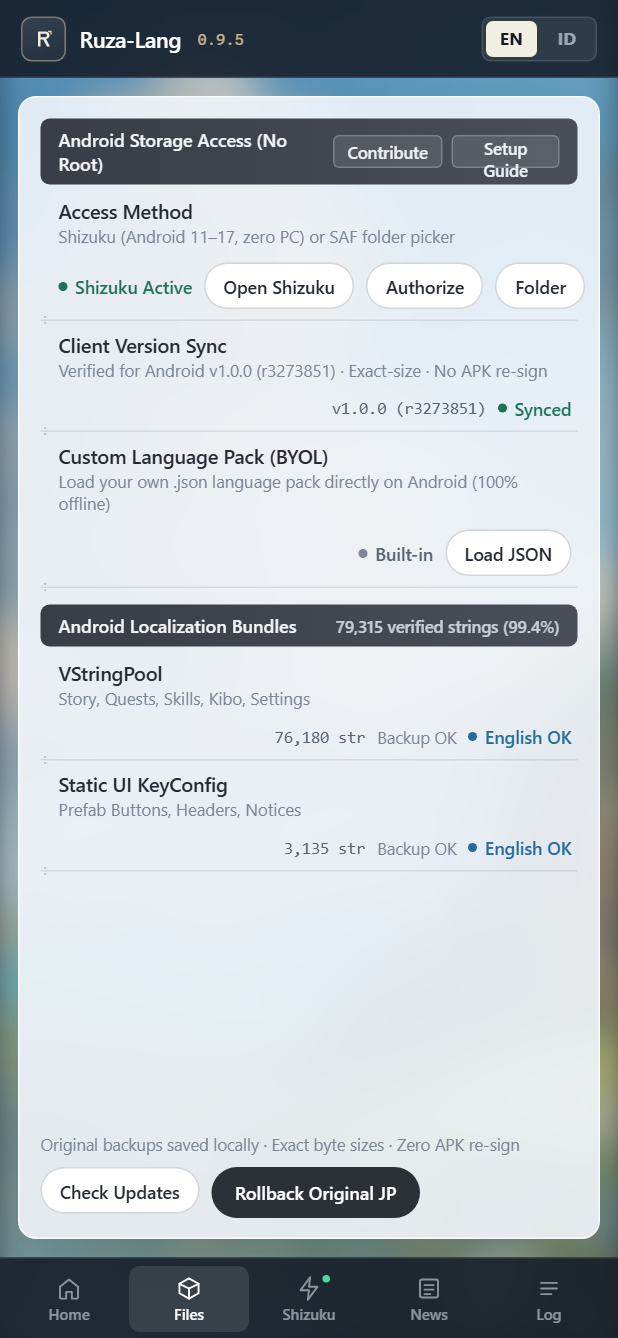 Ruza-Lang 0.9.5 EN ID
Android Storage Access (No
Root)
Contribute
Setup
Guide
Access Method
Shizuku (Android 11–17, zero PC) or SAF folder picker
Shizuku Active Open Shizuku Authorize Folder
Client Version Sync
Verified for Android v1.0.0 (r3273851) · Exact-size · No APK re-sign
v1.0.0 (r3273851) Synced
Custom Language Pack (BYOL)
Load your own .json language pack directly on Android (100%
offline)
Built-in Load JSON
Android Localization Bundles 79,315 verified strings (99.4%)
VStringPool
Story, Quests, Skills, Kibo, Settings
76,180 str Backup OK English OK
Static UI KeyConfig
Prefab Buttons, Headers, Notices
3,135 str Backup OK English OK
Original backups saved locally · Exact byte sizes · Zero APK re-sign
Check Updates Rollback Original JP
Home Files Shizuku News Log